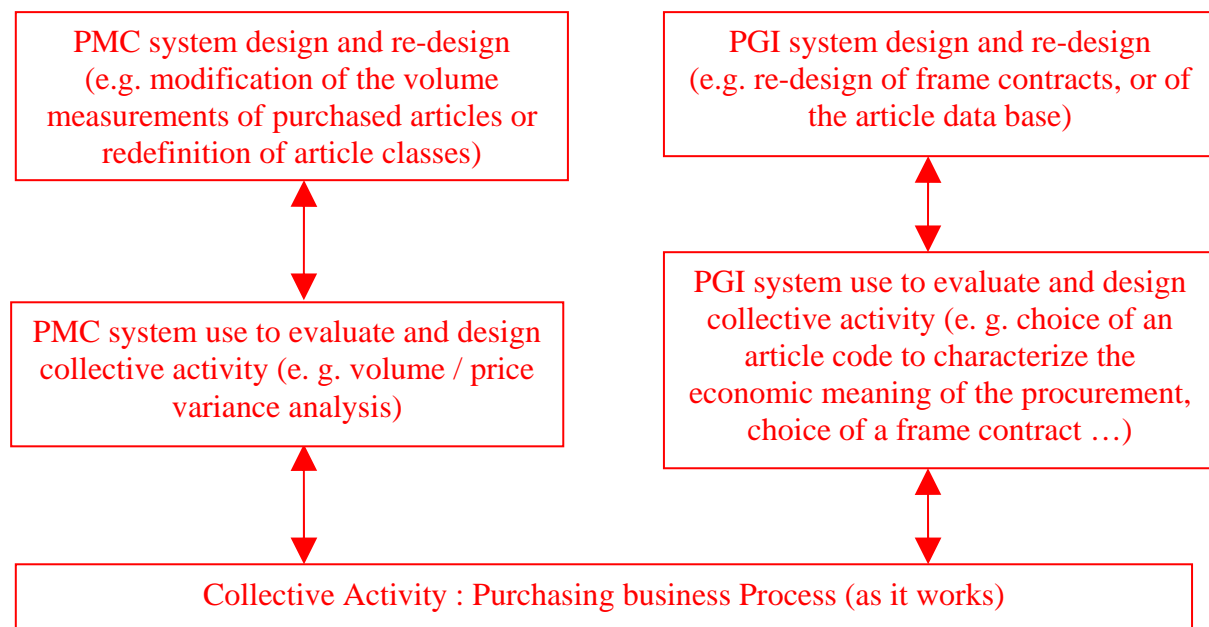 PMC system design and re-design
(e.g. modification of the volume
measurements of purchased articles or
redefinition of article classes)
PGI system design and re-design
(e.g. re-design of frame contracts, or of
the article data base)
PMC system use to evaluate and design
collective activity (e. g. volume / price
variance analysis)
PGI system use to evaluate and design
collective activity (e. g. choice of an
article code to characterize the
economic meaning of the procurement,
choice of a frame contract …)
Collective Activity : Purchasing business Process (as it works)